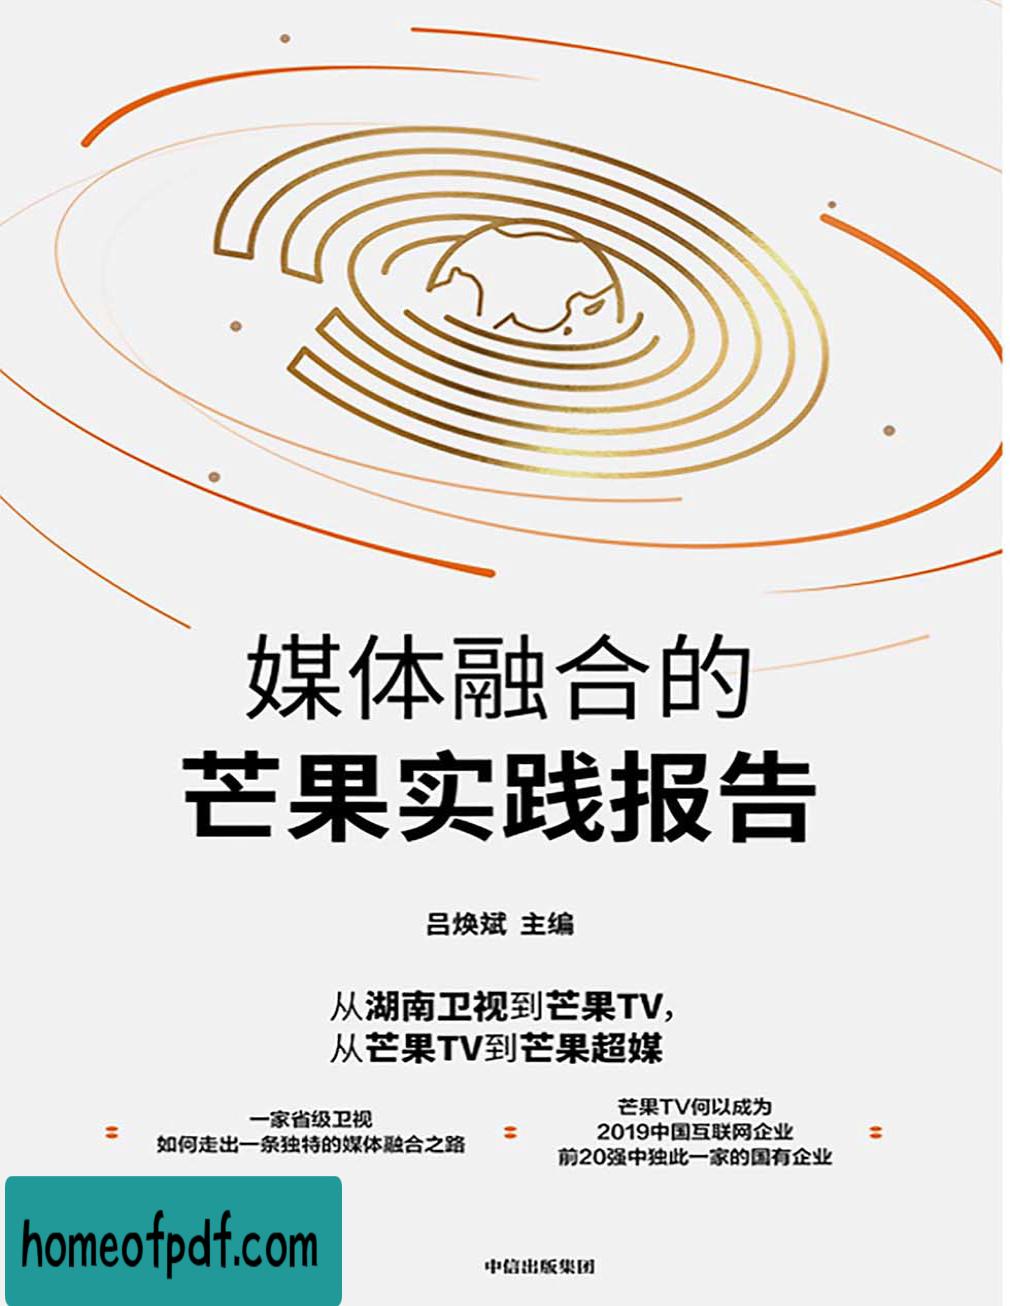 媒体融合的
芒果实践报告
吕焕斌 主编
从湖南卫视到芒果TV,
从芒果TV到芒果超媒
一家省级卫视
如何走出一条独特的媒体融合之路
芒果TV何以成为
2019中国互联网企业
前20强中独此一家的国有企业
homeofpdf.com
中信出版集团